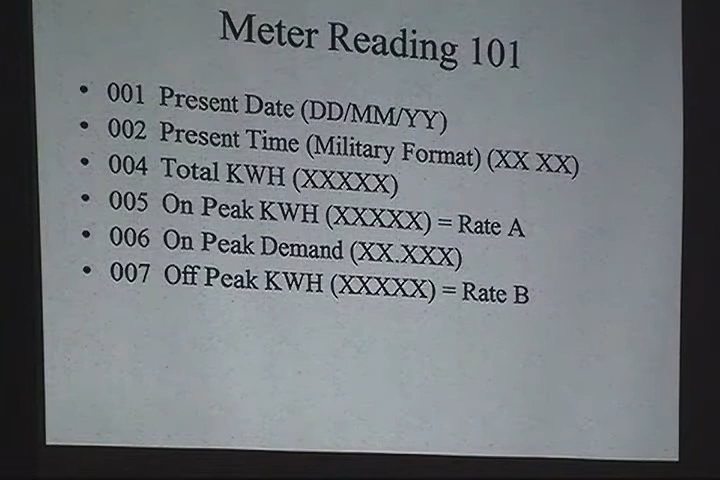 Meter Reading 101
• 001 Present Date (DD/MM/YY)
• 002 Present Time (Military Format) (XX XX)
• 004 Total KWH (XXXXX)
• 005 On Peak KWH (XXXXX) = Rate A
• 006 On Peak Demand (XX.XXX)
• 007 Off Peak KWH (XXXXX) = Rate B